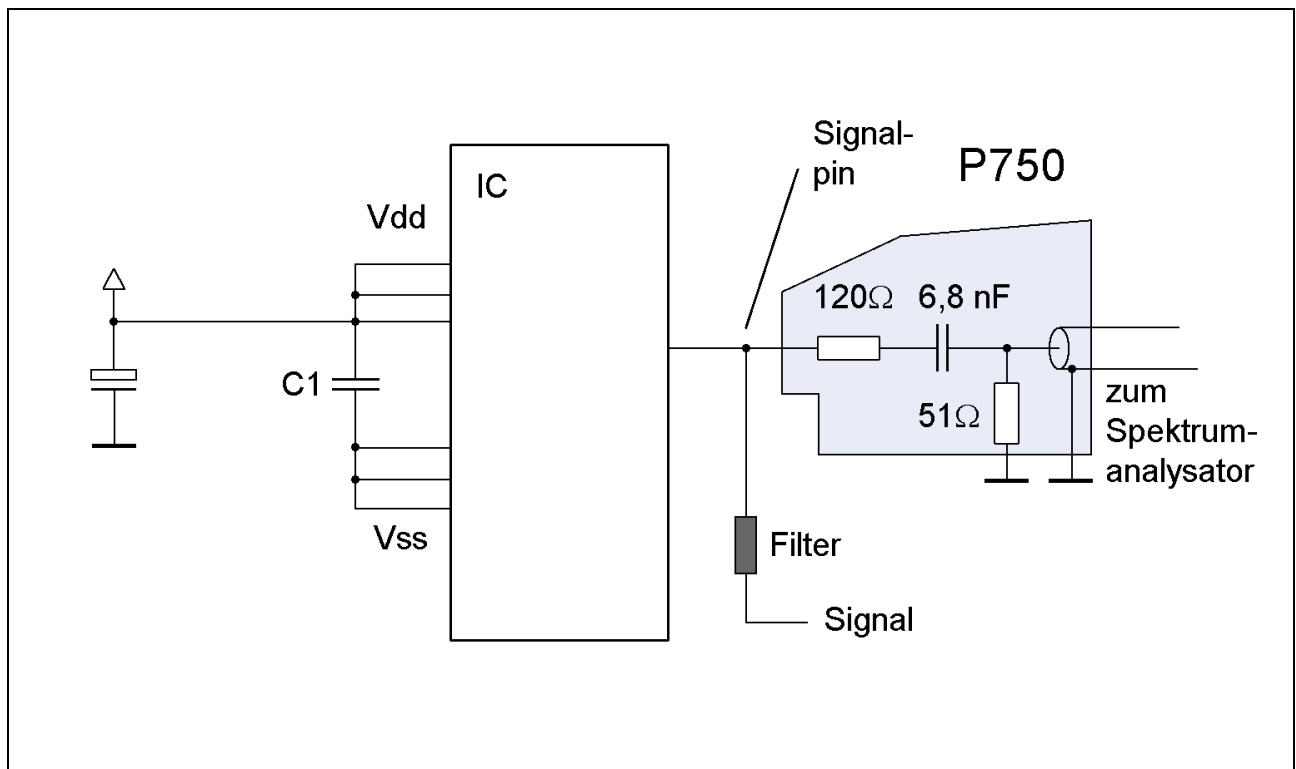 Signal-
pin
P750
IC
Vdd
120Ω 6,8 nF
C1
51Ω
zum
Spektrum-
analysator
Vss
Filter
Signal